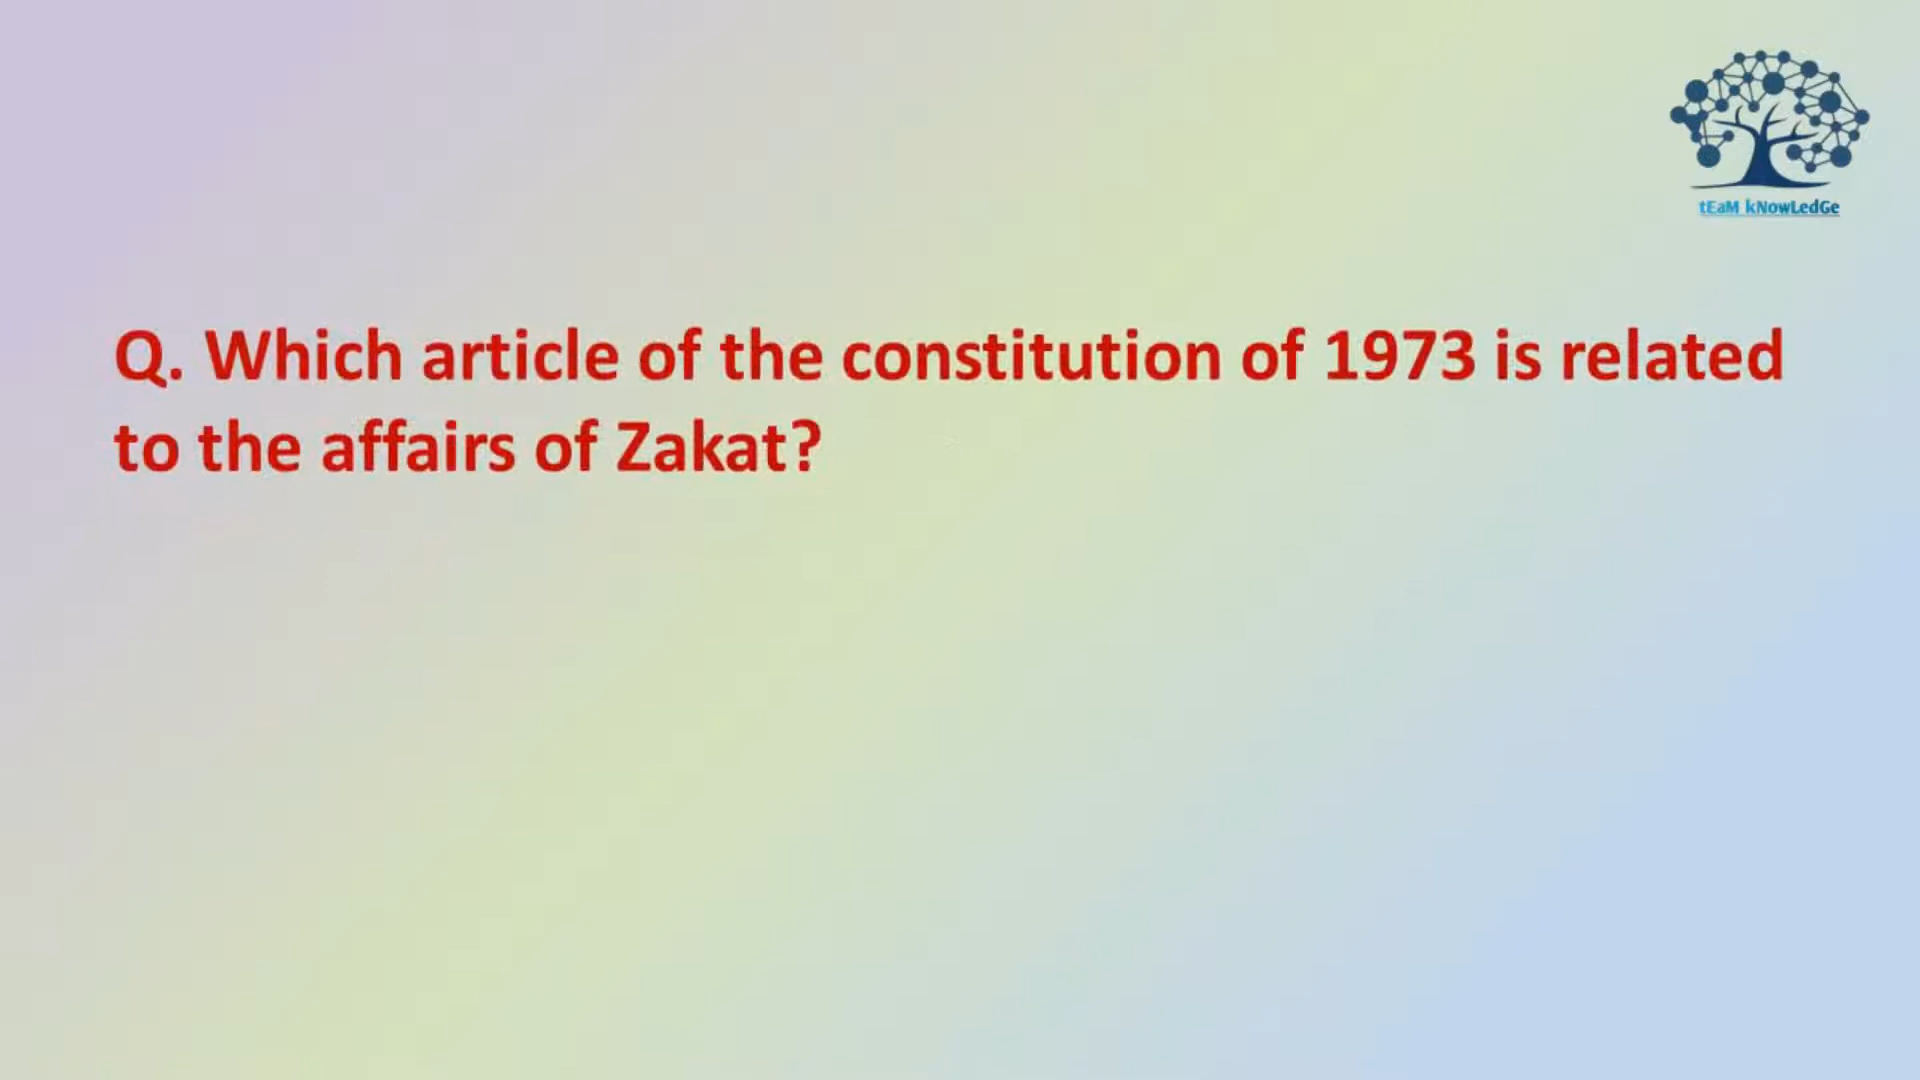 tEaM kNowLedGe
Q. Which article of the constitution of 1973 is related
to the affairs of Zakat?